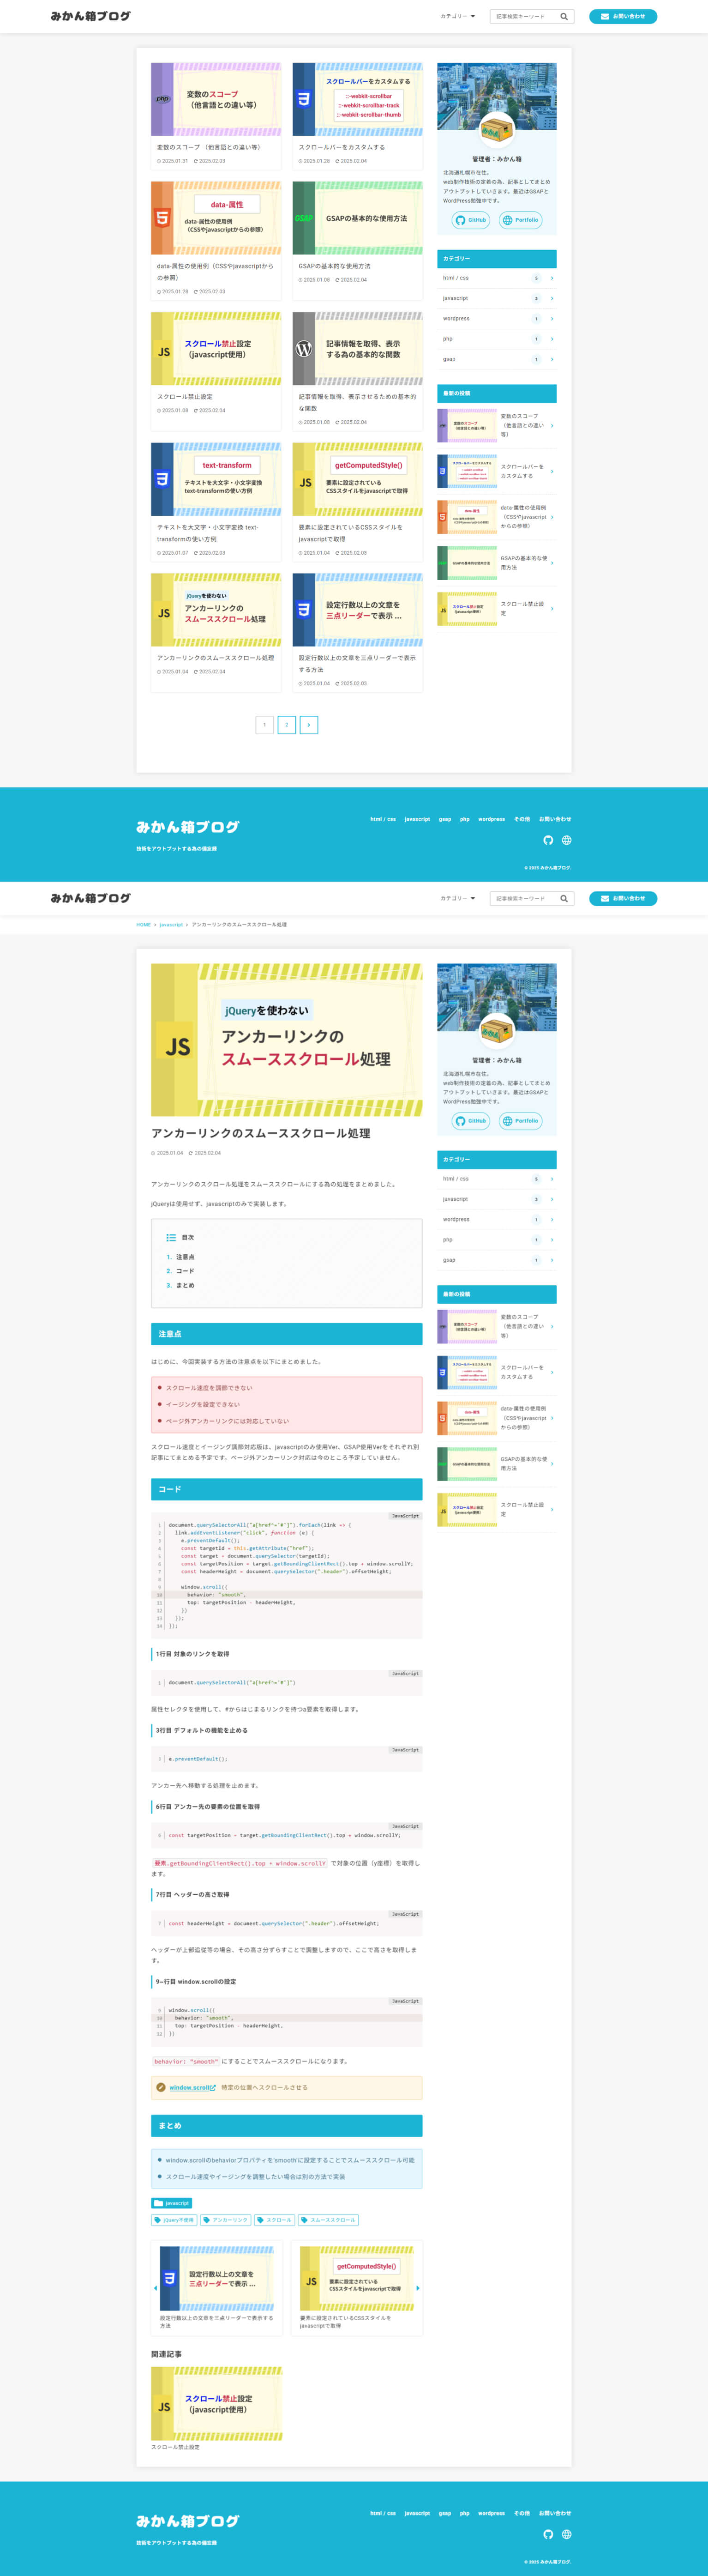 みかん箱ブログ
カテゴリー
記事検索キーワード
お問い合わせ
php
変数のスコープ
（他言語との違い等）
変数のスコープ （他言語との違い等）
2025.01.31 2025.02.03
スクロールバーをカスタムする
::-webkit-scrollbar
::-webkit-scrollbar-track
::-webkit-scrollbar-thumb
スクロールバーをカスタムする
2025.01.28 2025.02.04
data-属性
data-属性の使用例
（CSSやjavascriptからの参照）
data-属性の使用例（CSSやjavascriptから
の参照）
2025.01.28 2025.02.03
GSAP
GSAPの基本的な使用方法
GSAPの基本的な使用方法
2025.01.08 2025.02.04
JS
スクロール禁止設定
（javascript使用）
スクロール禁止設定
2025.01.08 2025.02.04
記事情報を取得、表示
する為の基本的な関数
記事情報を取得、表示させるための基本的
な関数
2025.01.08 2025.02.04
text-transform
テキストを大文字・小文字変換
text-transformの使い方例
テキストを大文字・小文字変換 text-
transformの使い方例
2025.01.07 2025.02.03
JS
getComputedStyle()
要素に設定されている
CSSスタイルをjavascriptで取得
要素に設定されているCSSスタイルを
javascriptで取得
2025.01.04 2025.02.03
JS
jQueryを使わない
アンカーリンクの
スムーススクロール処理
アンカーリンクのスムーススクロール処理
2025.01.04 2025.02.04
設定行数以上の文章を
三点リーダーで表示 ...
設定行数以上の文章を三点リーダーで表示
する方法
2025.01.04 2025.02.03
1 2
管理者：みかん箱
北海道札幌市在住。
web制作技術の定着の為、記事としてまとめ
アウトプットしていきます。最近はGSAPと
WordPress勉強中です。
GitHub Portfolio
カテゴリー
html / css 5
javascript 3
wordpress 1
php 1
gsap 1
最新の投稿
変数のスコープ
（他言語との違い
等）
スクロールバーを
カスタムする
data-属性の使用例
（CSSやjavascript
からの参照）
GSAPの基本的な使
用方法
スクロール禁止設
定
みかん箱ブログ
技術をアウトプットする為の備忘録
html / css javascript gsap php wordpress その他 お問い合わせ
© 2025 みかん箱ブログ.
みかん箱ブログ
カテゴリー
記事検索キーワード
お問い合わせ
HOME > javascript > アンカーリンクのスムーススクロール処理
JS
jQueryを使わない
アンカーリンクの
スムーススクロール処理
アンカーリンクのスムーススクロール処理
2025.01.04 2025.02.04
アンカーリンクのスクロール処理をスムーススクロールにする為の処理をまとめました。
jQueryは使用せず、javascriptのみで実装します。
目次
1. 注意点
2. コード
3. まとめ
注意点
はじめに、今回実装する方法の注意点を以下にまとめました。
スクロール速度を調節できない
イージングを設定できない
ページ外アンカーリンクには対応していない
スクロール速度とイージング調節対応版は、javascriptのみ使用Ver、GSAP使用Verをそれぞれ別
記事にてまとめる予定です。ページ外アンカーリンク対応は今のところ予定していません。
コード
JavaScript
1 document.querySelectorAll("a[href^='#']").forEach(link => {
2 link.addEventListener("click", function (e) {
3 e.preventDefault();
4 const targetId = this.getAttribute("href");
5 const target = document.querySelector(targetId);
6 const targetPosition = target.getBoundingClientRect().top + window.scrollY;
7 const headerHeight = document.querySelector(".header").offsetHeight;
8
9 window.scroll({
10 behavior: "smooth",
11 top: targetPosition - headerHeight,
12 })
13 });
14 });
1行目 対象のリンクを取得
JavaScript
1 document.querySelectorAll("a[href^='#']")
属性セレクタを使用して、#からはじまるリンクを持つa要素を取得します。
3行目 デフォルトの機能を止める
JavaScript
3 e.preventDefault();
アンカー先へ移動する処理を止めます。
6行目 アンカー先の要素の位置を取得
JavaScript
6 const targetPosition = target.getBoundingClientRect().top + window.scrollY;
要素.getBoundingClientRect().top + window.scrollY で対象の位置（y座標）を取得し
ます。
7行目 ヘッダーの高さ取得
JavaScript
7 const headerHeight = document.querySelector(".header").offsetHeight;
ヘッダーが上部追従等の場合、その高さ分ずらすことで調整しますので、ここで高さを取得しま
す。
9~行目 window.scrollの設定
JavaScript
9 window.scroll({
10 behavior: "smooth",
11 top: targetPosition - headerHeight,
12 })
behavior: "smooth" にすることでスムーススクロールになります。
window.scroll 特定の位置へスクロールさせる
まとめ
window.scrollのbehaviorプロパティを'smooth'に設定することでスムーススクロール可能
スクロール速度やイージングを調整したい場合は別の方法で実装
javascript
jQuery不使用 アンカーリンク スクロール スムーススクロール
設定行数以上の文章を
三点リーダーで表示 ...
設定行数以上の文章を三点リーダーで表示する
方法
JS
getComputedStyle()
要素に設定されている
CSSスタイルをjavascriptで取得
要素に設定されているCSSスタイルを
javascriptで取得
関連記事
JS
スクロール禁止設定
（javascript使用）
スクロール禁止設定
管理者：みかん箱
北海道札幌市在住。
web制作技術の定着の為、記事としてまとめ
アウトプットしていきます。最近はGSAPと
WordPress勉強中です。
GitHub Portfolio
カテゴリー
html / css 5
javascript 3
wordpress 1
php 1
gsap 1
最新の投稿
変数のスコープ
（他言語との違い
等）
スクロールバーを
カスタムする
data-属性の使用例
（CSSやjavascript
からの参照）
GSAPの基本的な使
用方法
スクロール禁止設
定
みかん箱ブログ
技術をアウトプットする為の備忘録
html / css javascript gsap php wordpress その他 お問い合わせ
© 2025 みかん箱ブログ.